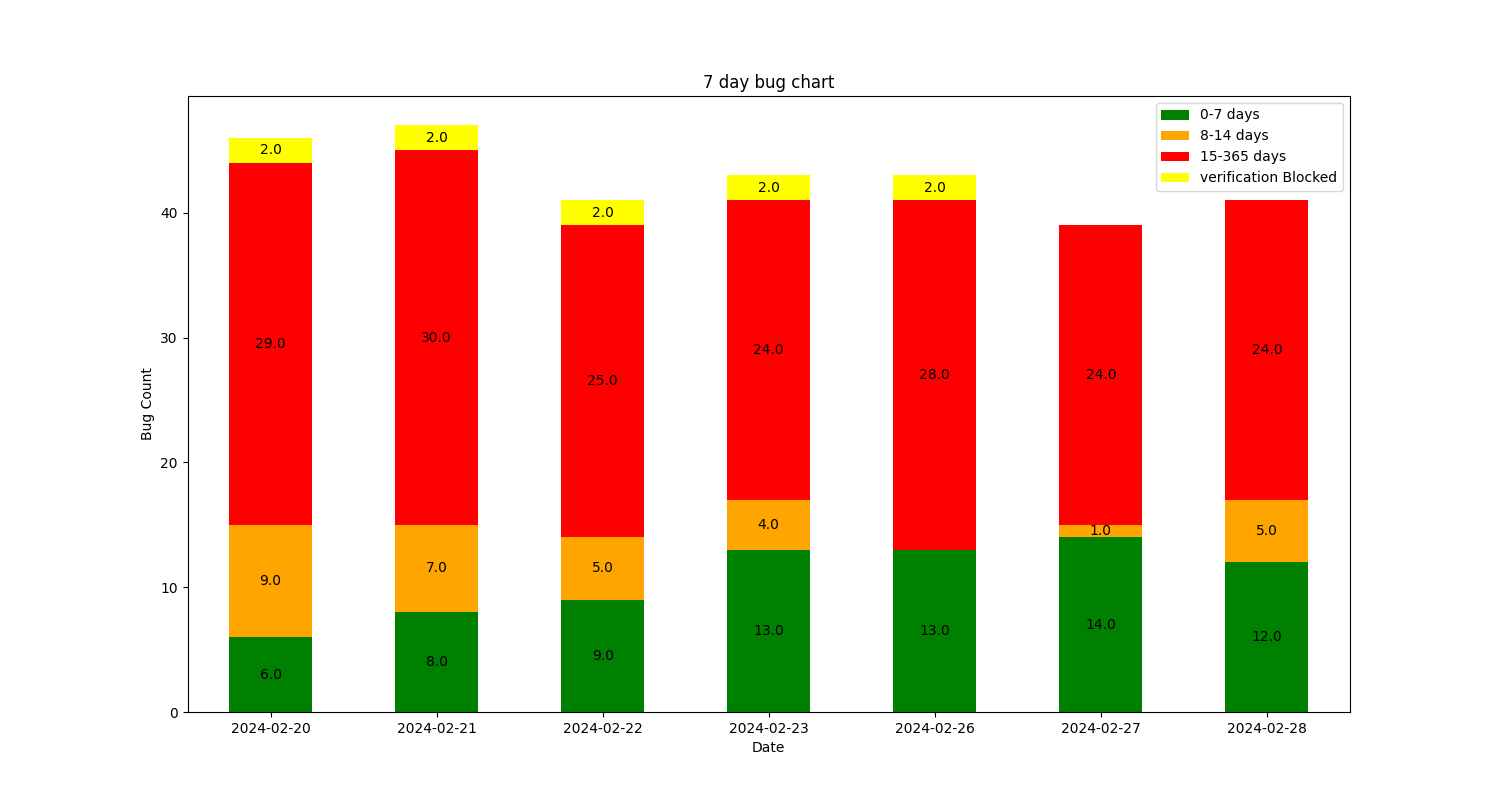 7 day bug chart
0-7 days
8-14 days
15-365 days
verification Blocked
Bug Count
40
30
20
10
0
2.0 2.0 2.0 2.0 2.0
29.0 30.0 25.0 24.0 28.0 24.0 24.0
9.0 7.0 5.0 4.0 1.0 5.0
6.0 8.0 9.0 13.0 13.0 14.0 12.0
2024-02-20 2024-02-21 2024-02-22 2024-02-23 2024-02-26 2024-02-27 2024-02-28
Date